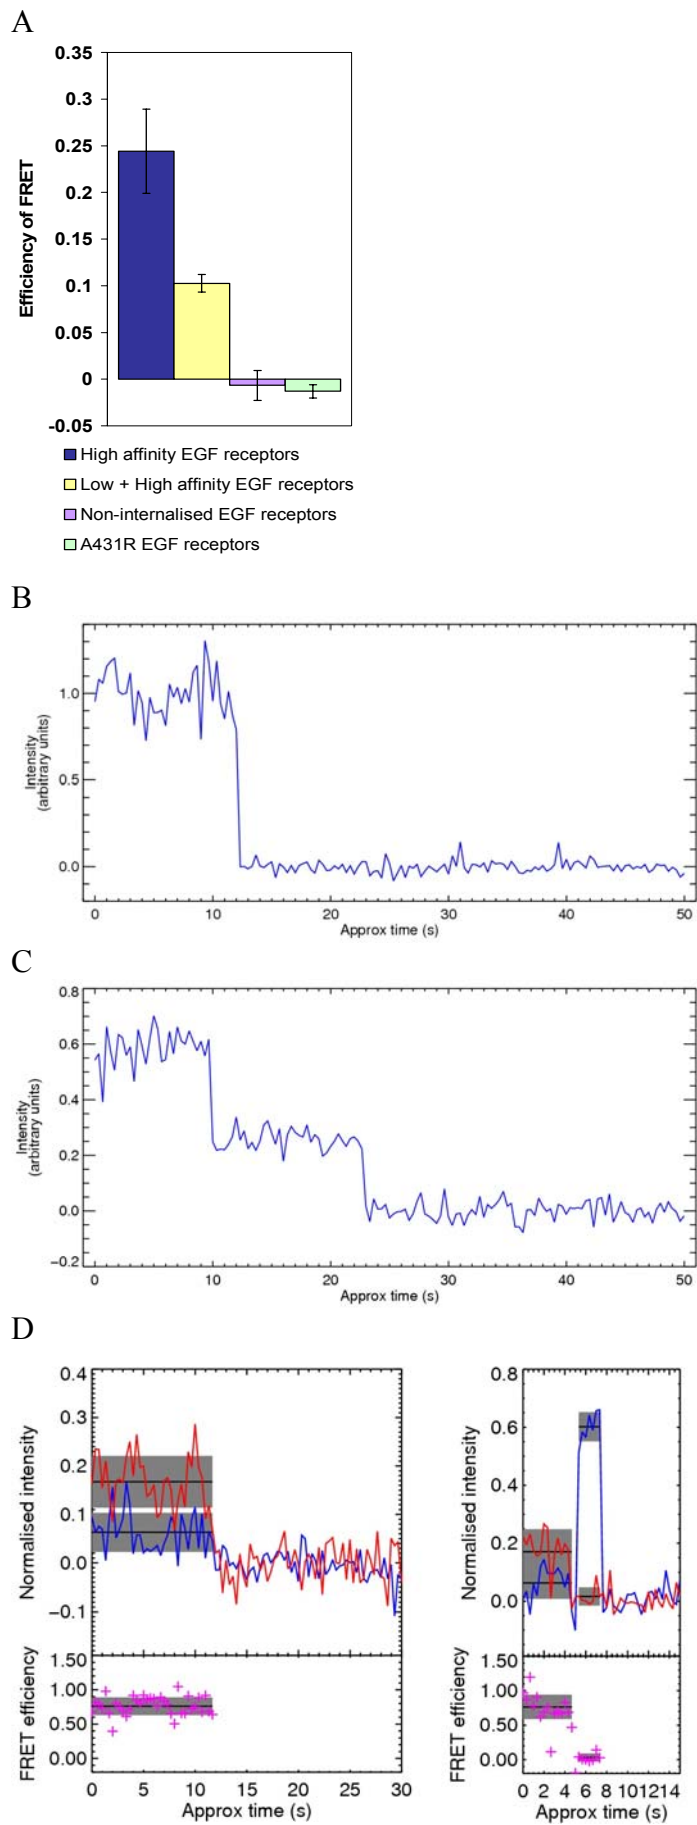 A
0.35
0.3
0.25
0.2
0.15
0.1
0.05
0
-0.05
Efficiency of FRET
High affinity EGF receptors
Low + High affinity EGF receptors
Non-internalised EGF receptors
A431R EGF receptors
B
1.0
0.5
0.0
Intensity
(arbitrary units)
0 10 20 30 40 50
Approx time (s)
C
0.8
0.6
0.4
0.2
0.0
−0.2
Intensity
(arbitrary units)
0 10 20 30 40 50
Approx time (s)
D
0.4
0.3
0.2
0.1
0.0
−0.1
Normalised intensity
1.50
1.00
0.50
0.00
FRET efficiency
0 5 10 15 20 25 30
Approx time (s)
0.8
0.6
0.4
0.2
0.0
Normalised intensity
1.50
1.00
0.50
0.00
FRET efficiency
0 2 4 6 8 10 12 14
Approx time (s)